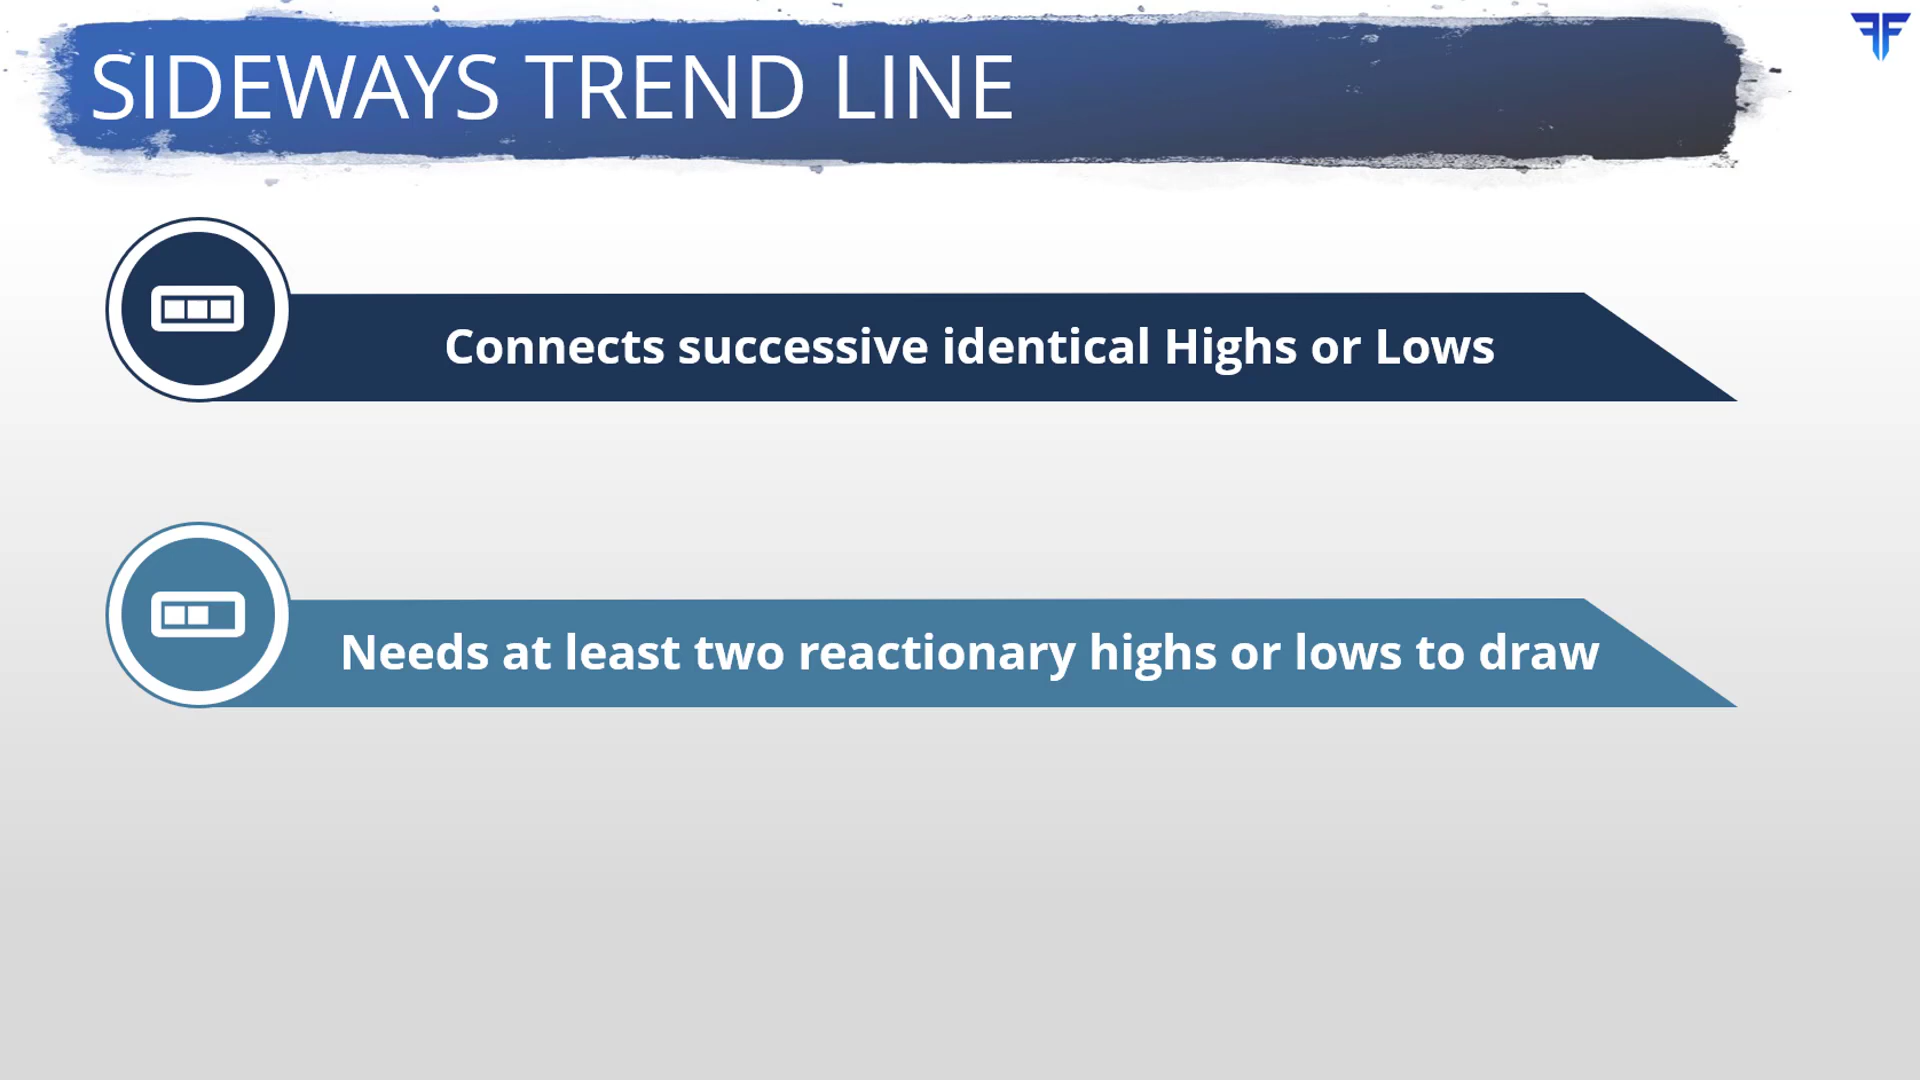 SIDEWAYS TREND LINE
Connects successive identical Highs or Lows
Needs at least two reactionary highs or lows to draw